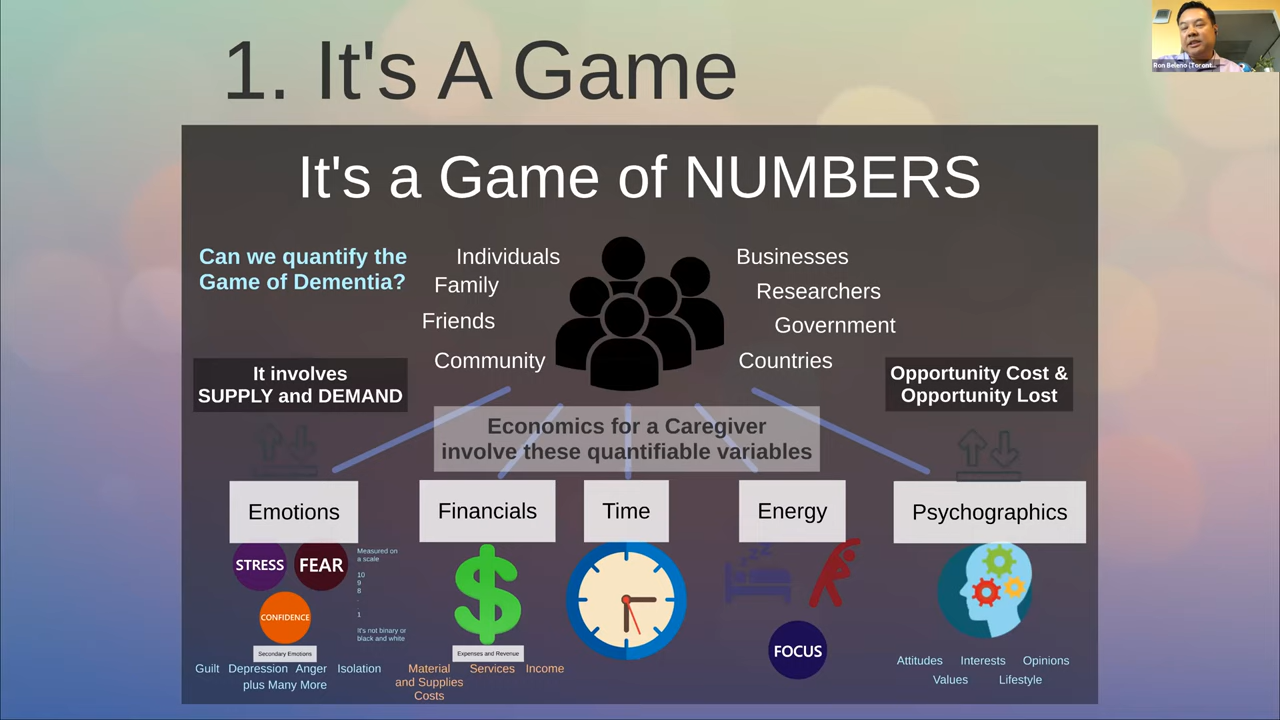 1. It's A Game
Ron Beleno (Toront...
It's a Game of NUMBERS
Can we quantify the
Game of Dementia?
Individuals
Family
Friends
Community
Businesses
Researchers
Government
Countries
It involves
SUPPLY and DEMAND
Opportunity Cost &
Opportunity Lost
Economics for a Caregiver
involve these quantifiable variables
Emotions
Financials
Time
Energy
Psychographics
STRESS
FEAR
CONFIDENCE
Measured on
a scale
10
9
8
.
.
1
It's not binary or
black and white
Secondary Emotions
Guilt Depression Anger Isolation
plus Many More
Expenses and Revenue
Material
and Supplies
Costs
Services
Income
zzz
FOCUS
Attitudes Interests Opinions
Values Lifestyle